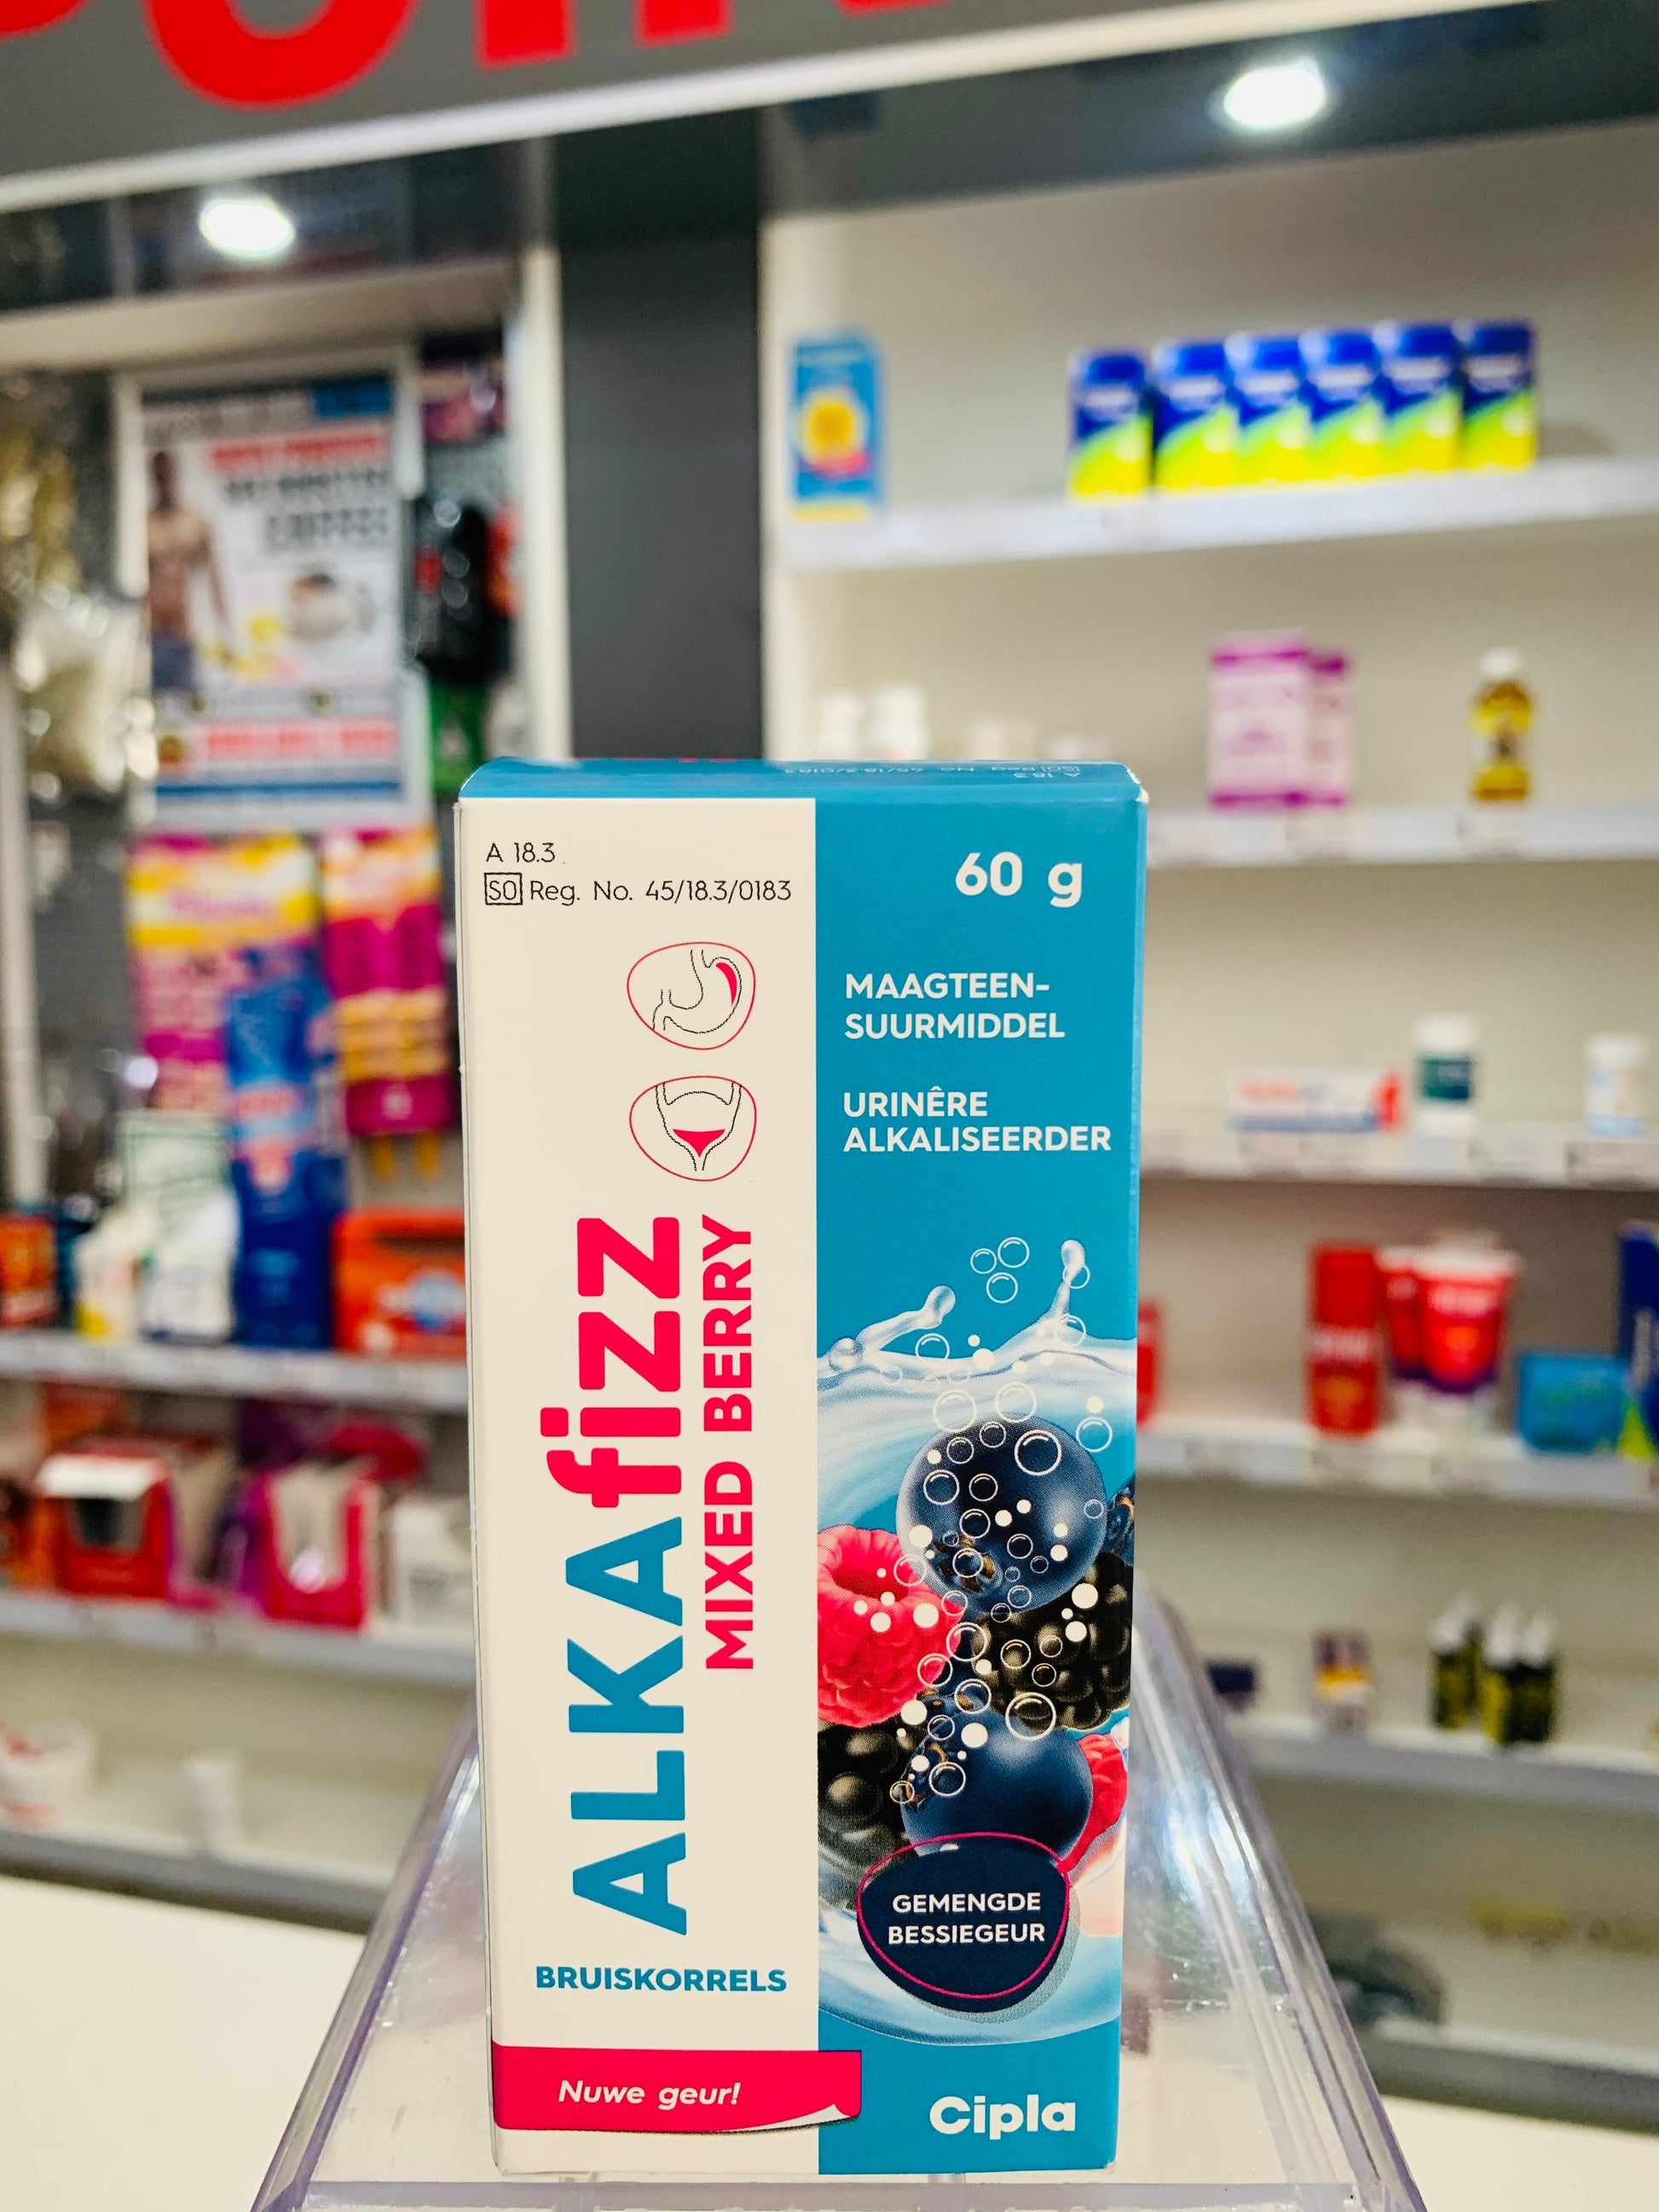 A 18.3
S0 Reg. No. 45/18.3/0183
60 g
MAAGTEEN-
SUURMIDDEL
URINÊRE
ALKALISEERDER
ALKAfizz
MIXED BERRY
GEMENGDE
BESSIEGEUR
BRUISKORRELS
Nuwe geur!
Cipla